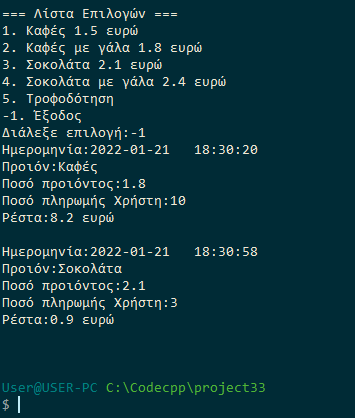 === Λίστα Επιλογών ===
1. Καφές 1.5 ευρώ
2. Καφές με γάλα 1.8 ευρώ
3. Σοκολάτα 2.1 ευρώ
4. Σοκολάτα με γάλα 2.4 ευρώ
5. Τροφοδότηση
-1. Έξοδος
Διάλεξε επιλογή:-1
Ημερομηνία:2022-01-21   18:30:20
Προιόν:Καφές
Ποσό προιόντος:1.8
Ποσό πληρωμής Χρήστη:10
Ρέστα:8.2 ευρώ
Ημερομηνία:2022-01-21   18:30:58
Προιόν:Σοκολάτα
Ποσό προιόντος:2.1
Ποσό πληρωμής Χρήστη:3
Ρέστα:0.9 ευρώ
User@USER-PC C:\Codecpp\project33
$